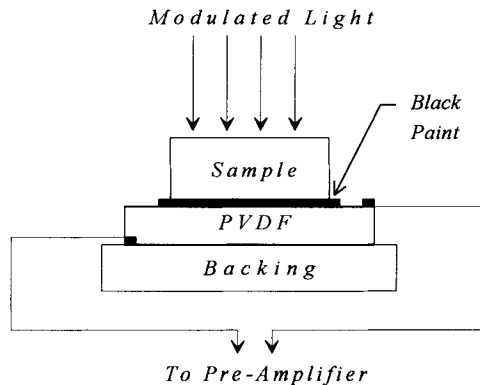 Modulated Light
Black
Paint
Sample
PVDF
Backing
To Pre-Amplifier